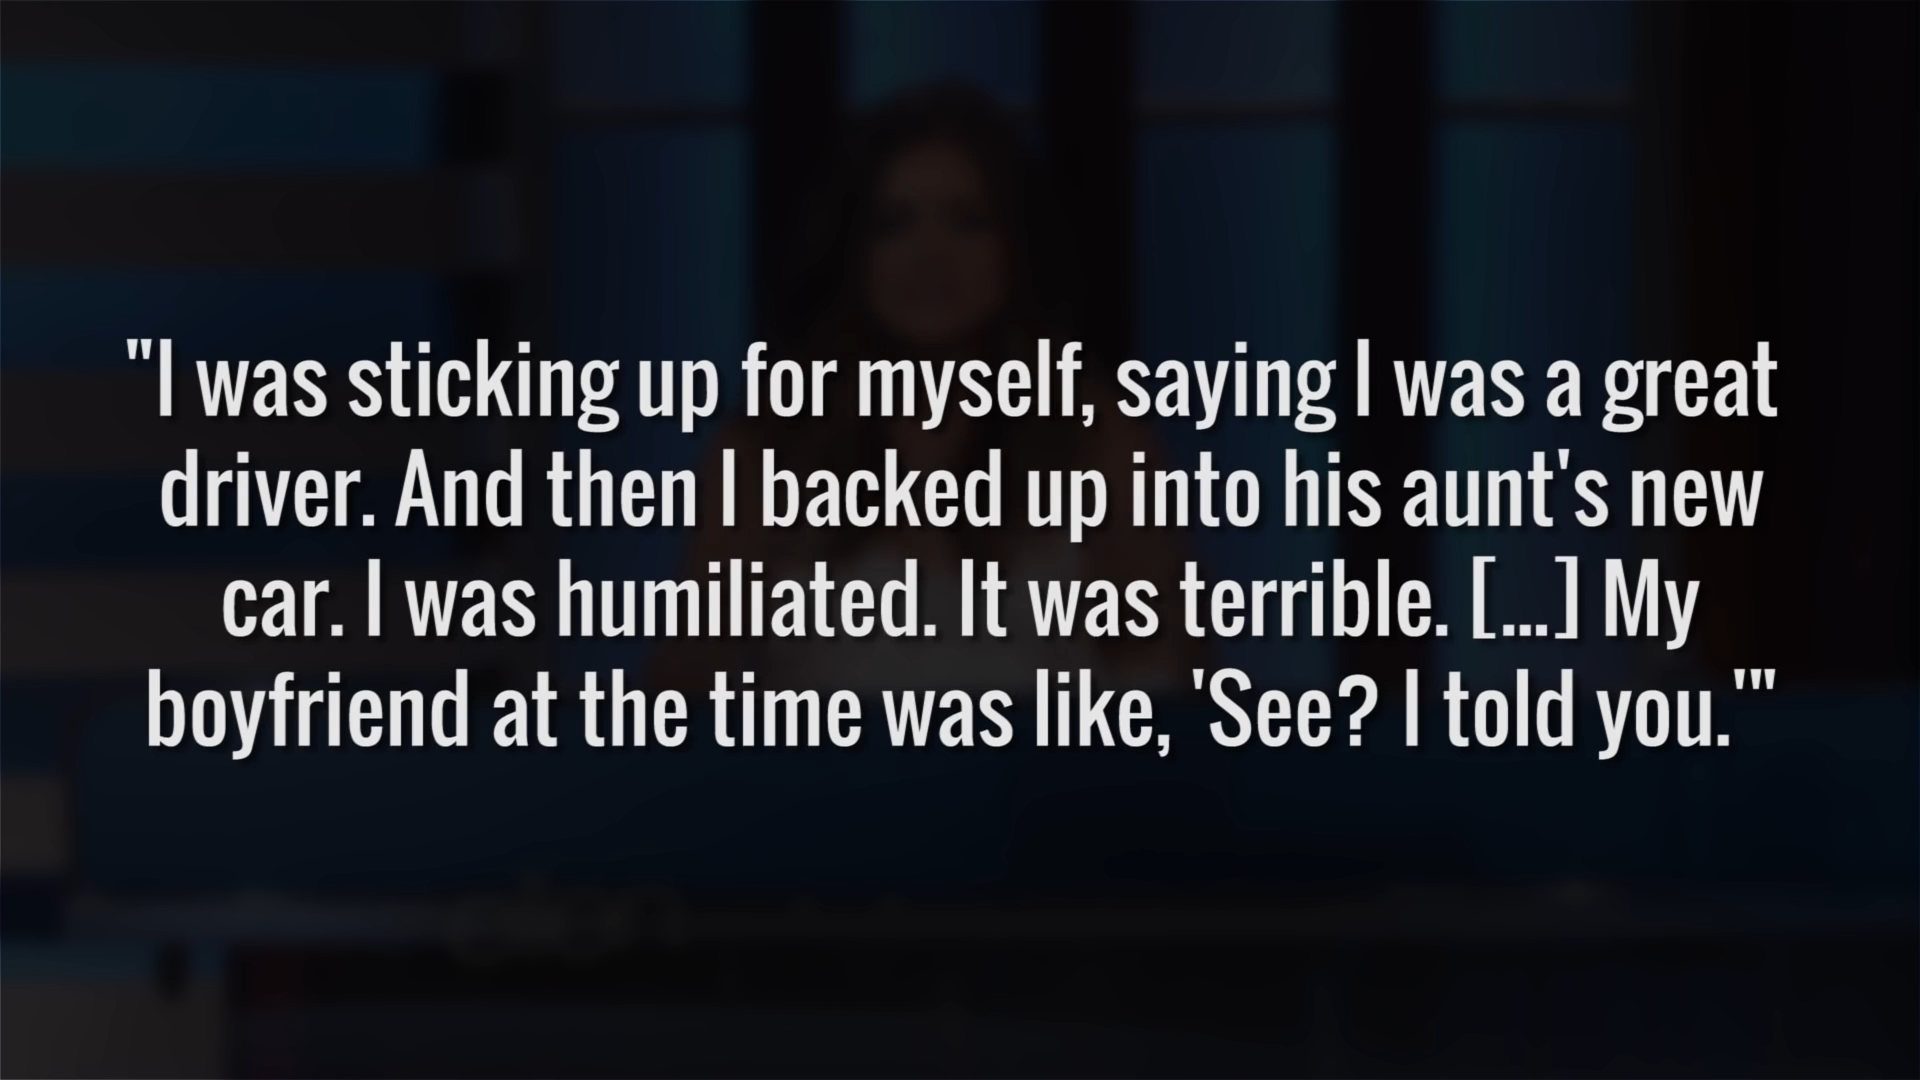 "I was sticking up for myself, saying I was a great
driver. And then I backed up into his aunt's new
car. I was humiliated. It was terrible. [...] My
boyfriend at the time was like, 'See? I told you.'"